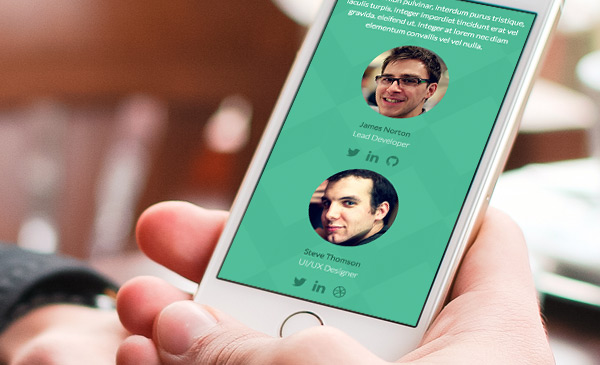 pulvinar, interdum purus tristique,
iaculis turpis. Integer imperdiet tincidunt erat vel
gravida. eleifend ut. Integer at lorem nec diam
elementum convallis vel vel nulla.
James Norton
Lead Developer
Steve Thomson
UI/UX Designer